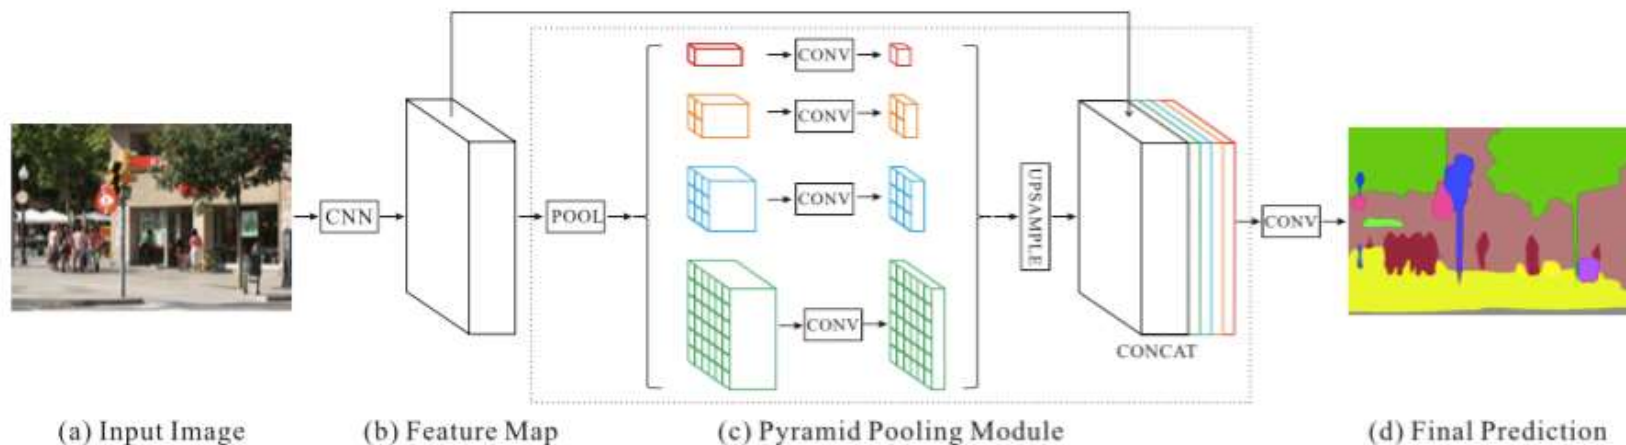 CNN
POOL
CONV
CONV
CONV
CONV
UPSAMPLE
CONCAT
CONV
(a) Input Image
(b) Feature Map
(c) Pyramid Pooling Module
(d) Final Prediction